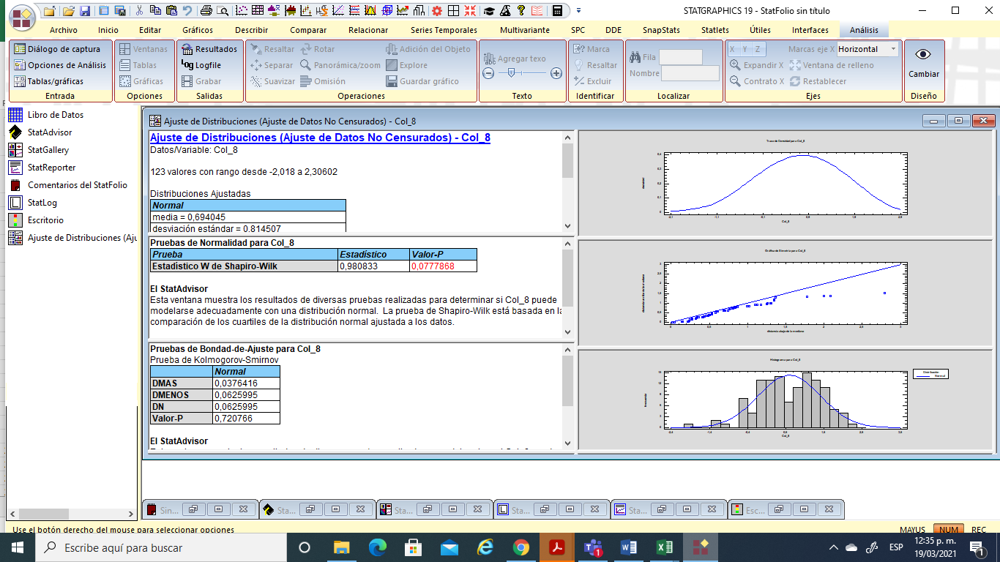 STATGRAPHICS 19 - StatFolio sin título
Archivo Inicio Editar Gráficos Describir Comparar Relacionar Series Temporales Multivariante SPC DDE SnapStats Statlets Útiles Interfaces Análisis
Diálogo de captura
Opciones de Análisis
Tablas/gráficas
Entrada
Ventanas
Tablas
Gráficas
Opciones
Resultados
Logfile
Grabar
Salidas
Resaltar Rotar Adición del Objeto
Separar Panorámica/zoom Explore
Suavizar Omisión Guardar gráfico
Operaciones
Agregar texo
Texto
Marca
Resaltar
Excluir
Identificar
Fila
Nombre
Localizar
X Y Z Marcas eje X Horizontal
Expandir X Ventana de relleno
Contrato X Restablecer
Ejes
Cambiar
Diseño
Libro de Datos
StatAdvisor
StatGallery
StatReporter
Comentarios del StatFolio
StatLog
Escritorio
Ajuste de Distribuciones (Aju
Ajuste de Distribuciones (Ajuste de Datos No Censurados) - Col_8
Ajuste de Distribuciones (Ajuste de Datos No Censurados) - Col_8
Datos/Variable: Col_8
123 valores con rango desde -2,018 a 2,30602
Distribuciones Ajustadas
Normal
media = 0,694045
desviación estándar = 0.814507
Pruebas de Normalidad para Col_8
Prueba Estadístico Valor-P
Estadístico W de Shapiro-Wilk 0,980833 0,0777868
El StatAdvisor
Esta ventana muestra los resultados de diversas pruebas realizadas para determinar si Col_8 puede
modelarse adecuadamente con una distribución normal. La prueba de Shapiro-Wilk está basada en la
comparación de los cuartiles de la distribución normal ajustada a los datos.
Pruebas de Bondad-de-Ajuste para Col_8
Prueba de Kolmogorov-Smirnov
Normal
DMAS 0,0376416
DMENOS 0,0625995
DN 0,0625995
Valor-P 0,720766
El StatAdvisor
Traza de Densidad para Col_8
densidad
Col_8
Gráfica de Simetría para Col_8
distancia abajo de la mediana
Histograma para Col_8
frecuencia
Col_8
Distribución
Normal
Sin... Sta... Sta... Sta... Sta... Esc...
Use el botón derecho del mouse para seleccionar opciones
MAYUS NUM REC
Escribe aquí para buscar
1
ESP
12:35 p. m.
19/03/2021
1